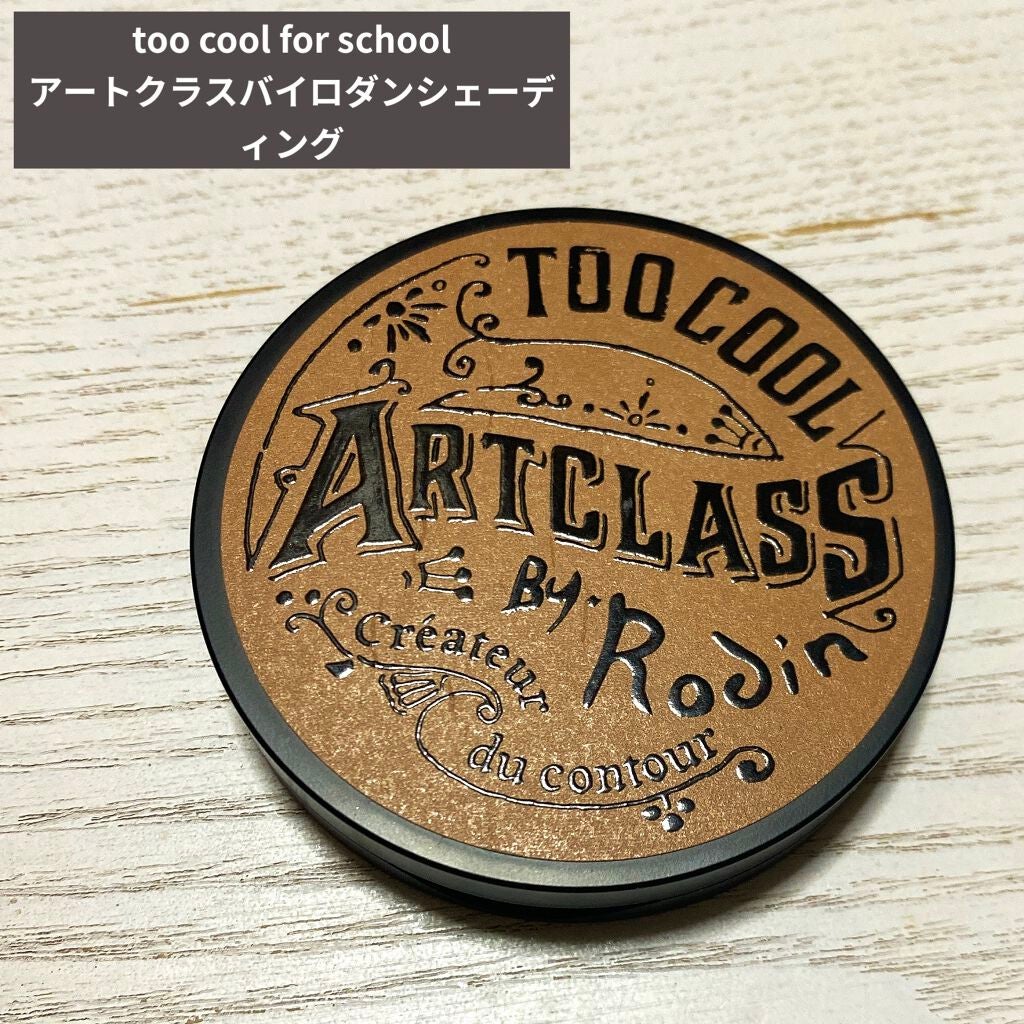 too cool for school
アートクラスバイロダンシェーデ
ィング
TOO COOL
ARTCLASS
By. Rodin
Créateur
du contour